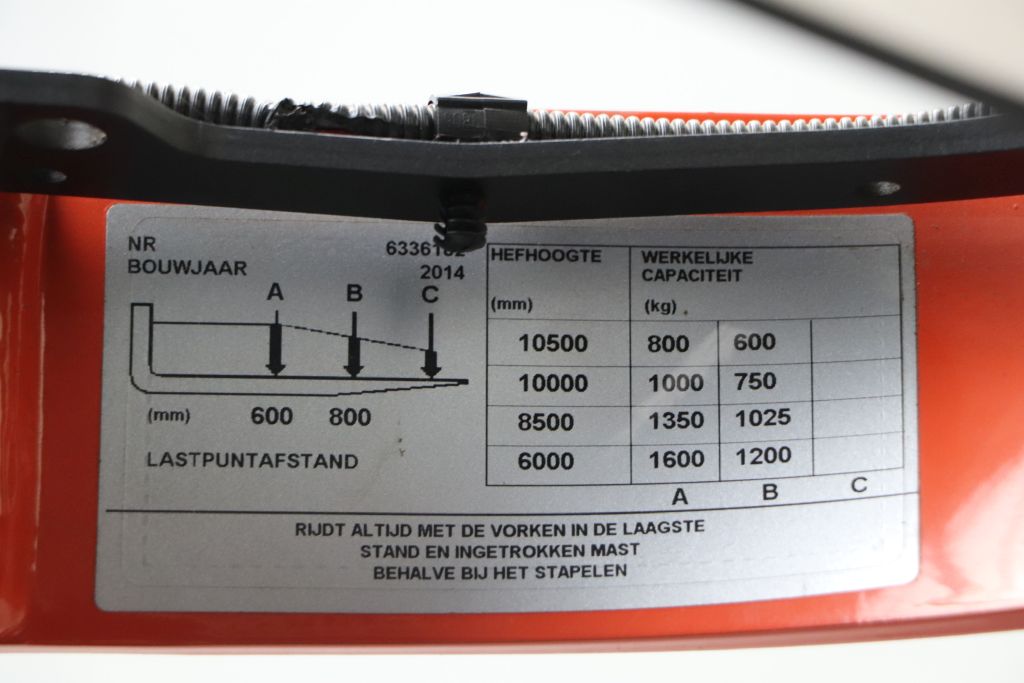 NR
BOUWJAAR 2014
A B C
(mm) 600 800
LASTPUNTAFSTAND
HEFHOOGTE WERKELIJKE
CAPACITEIT
(mm) (kg)
10500 800 600
10000 1000 750
8500 1350 1025
6000 1600 1200
A B C
RIJDT ALTIJD MET DE VORKEN IN DE LAAGSTE
STAND EN INGETROKKEN MAST
BEHALVE BIJ HET STAPELEN